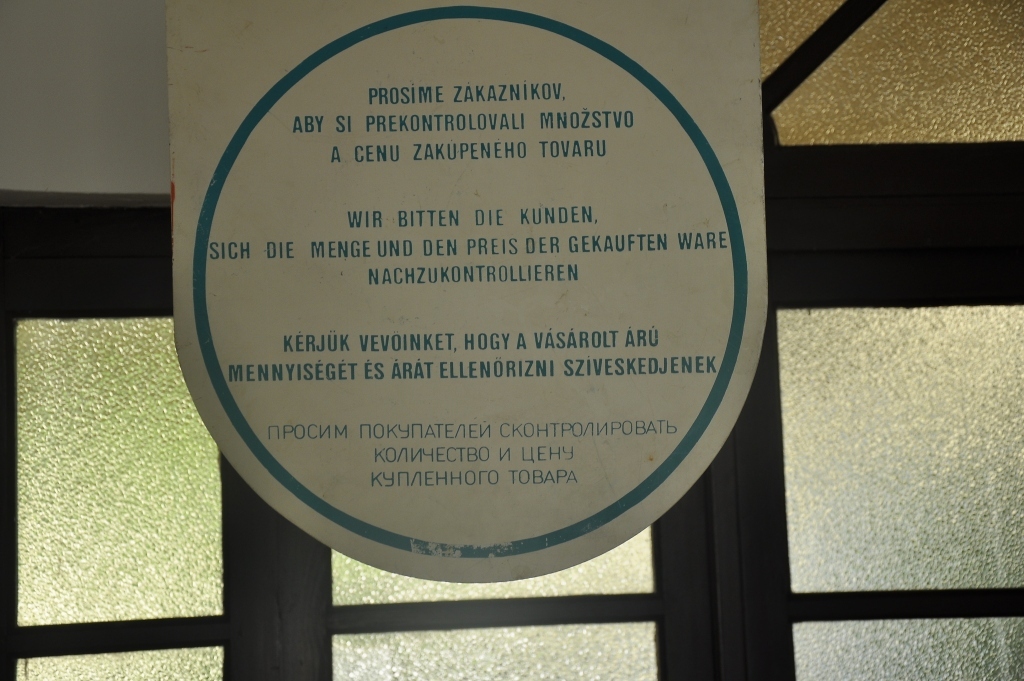 PROSÍME ZÁKAZNÍKOV,
ABY SI PREKONTROLOVALI MNOŽSTVO
A CENU ZAKÚPENÉHO TOVARU
WIR BITTEN DIE KUNDEN,
SICH DIE MENGE UND DEN PREIS DER GEKAUFTEN WARE
NACHZUKONTROLLIEREN
KÉRJÜK VEVÖINKET, HOGY A VÁSÁROLT ÁRÚ
MENNYISÉGÉT ÉS ÁRÁT ELLENÖRIZNI SZÍVESKEDJENEK
ПРОСИМ ПОКУПАТЕЛЕЙ СКОНТРОЛИРОВАТЬ
КОЛИЧЕСТВО И ЦЕНУ
КУПЛЕННОГО ТОВАРА